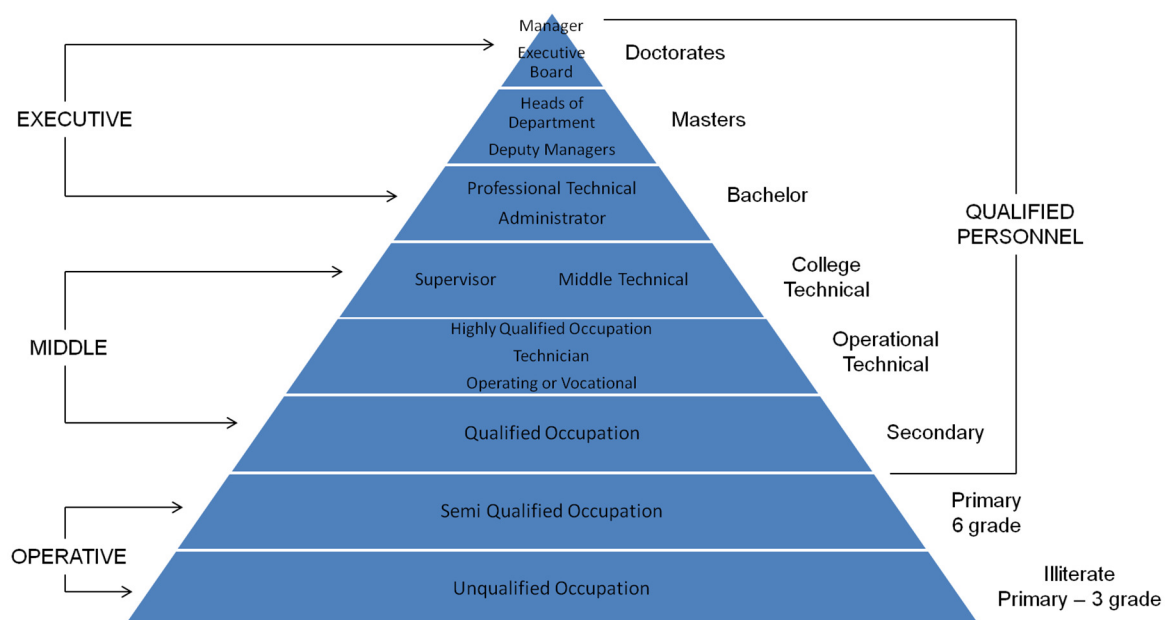 Manager
Executive
Board
Doctorates
EXECUTIVE
Heads of
Department
Deputy Managers
Masters
Professional Technical
Administrator
Bachelor
QUALIFIED
PERSONNEL
Supervisor
Middle Technical
College
Technical
MIDDLE
Highly Qualified Occupation
Technician
Operating or Vocational
Operational
Technical
Qualified Occupation
Secondary
OPERATIVE
Semi Qualified Occupation
Primary
6 grade
Unqualified Occupation
Illiterate
Primary – 3 grade